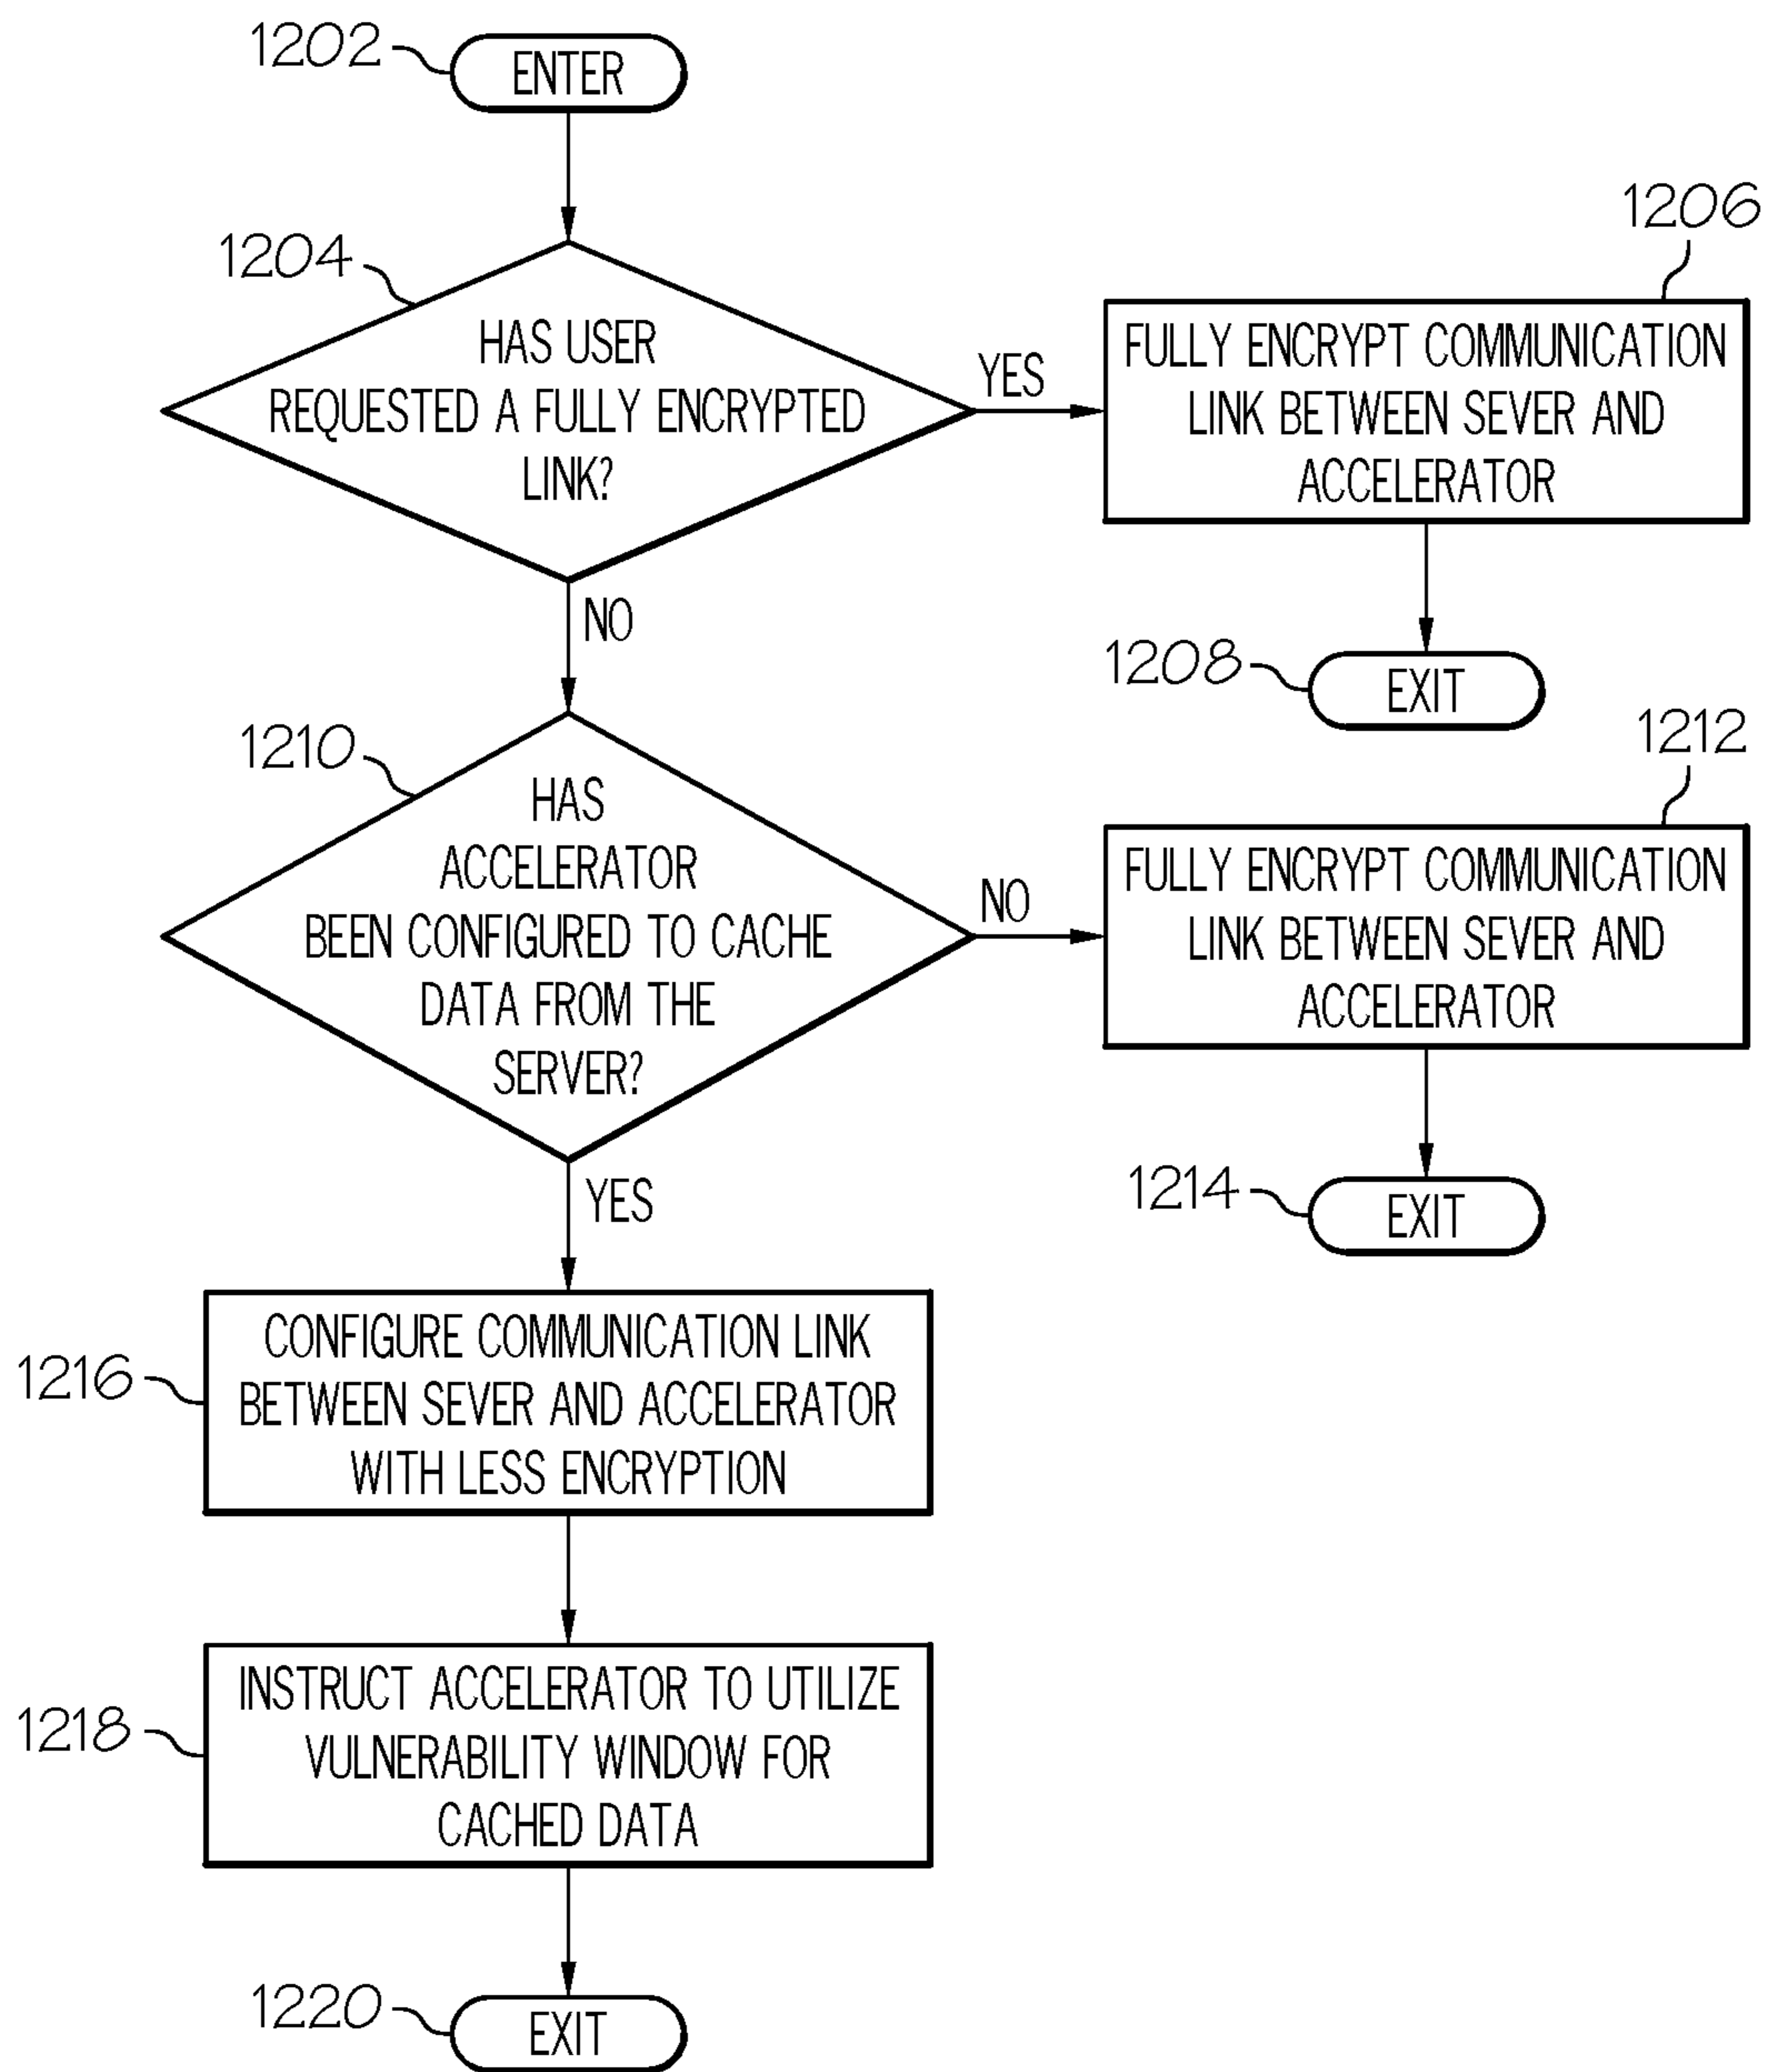 1202
ENTER
1204
HAS USER
REQUESTED A FULLY ENCRYPTED
LINK?
YES
1206
FULLY ENCRYPT COMMUNICATION
LINK BETWEEN SEVER AND
ACCELERATOR
1208
EXIT
NO
1210
HAS
ACCELERATOR
BEEN CONFIGURED TO CACHE
DATA FROM THE
SERVER?
NO
1212
FULLY ENCRYPT COMMUNICATION
LINK BETWEEN SEVER AND
ACCELERATOR
1214
EXIT
YES
1216
CONFIGURE COMMUNICATION LINK
BETWEEN SEVER AND ACCELERATOR
WITH LESS ENCRYPTION
1218
INSTRUCT ACCELERATOR TO UTILIZE
VULNERABILITY WINDOW FOR
CACHED DATA
1220
EXIT